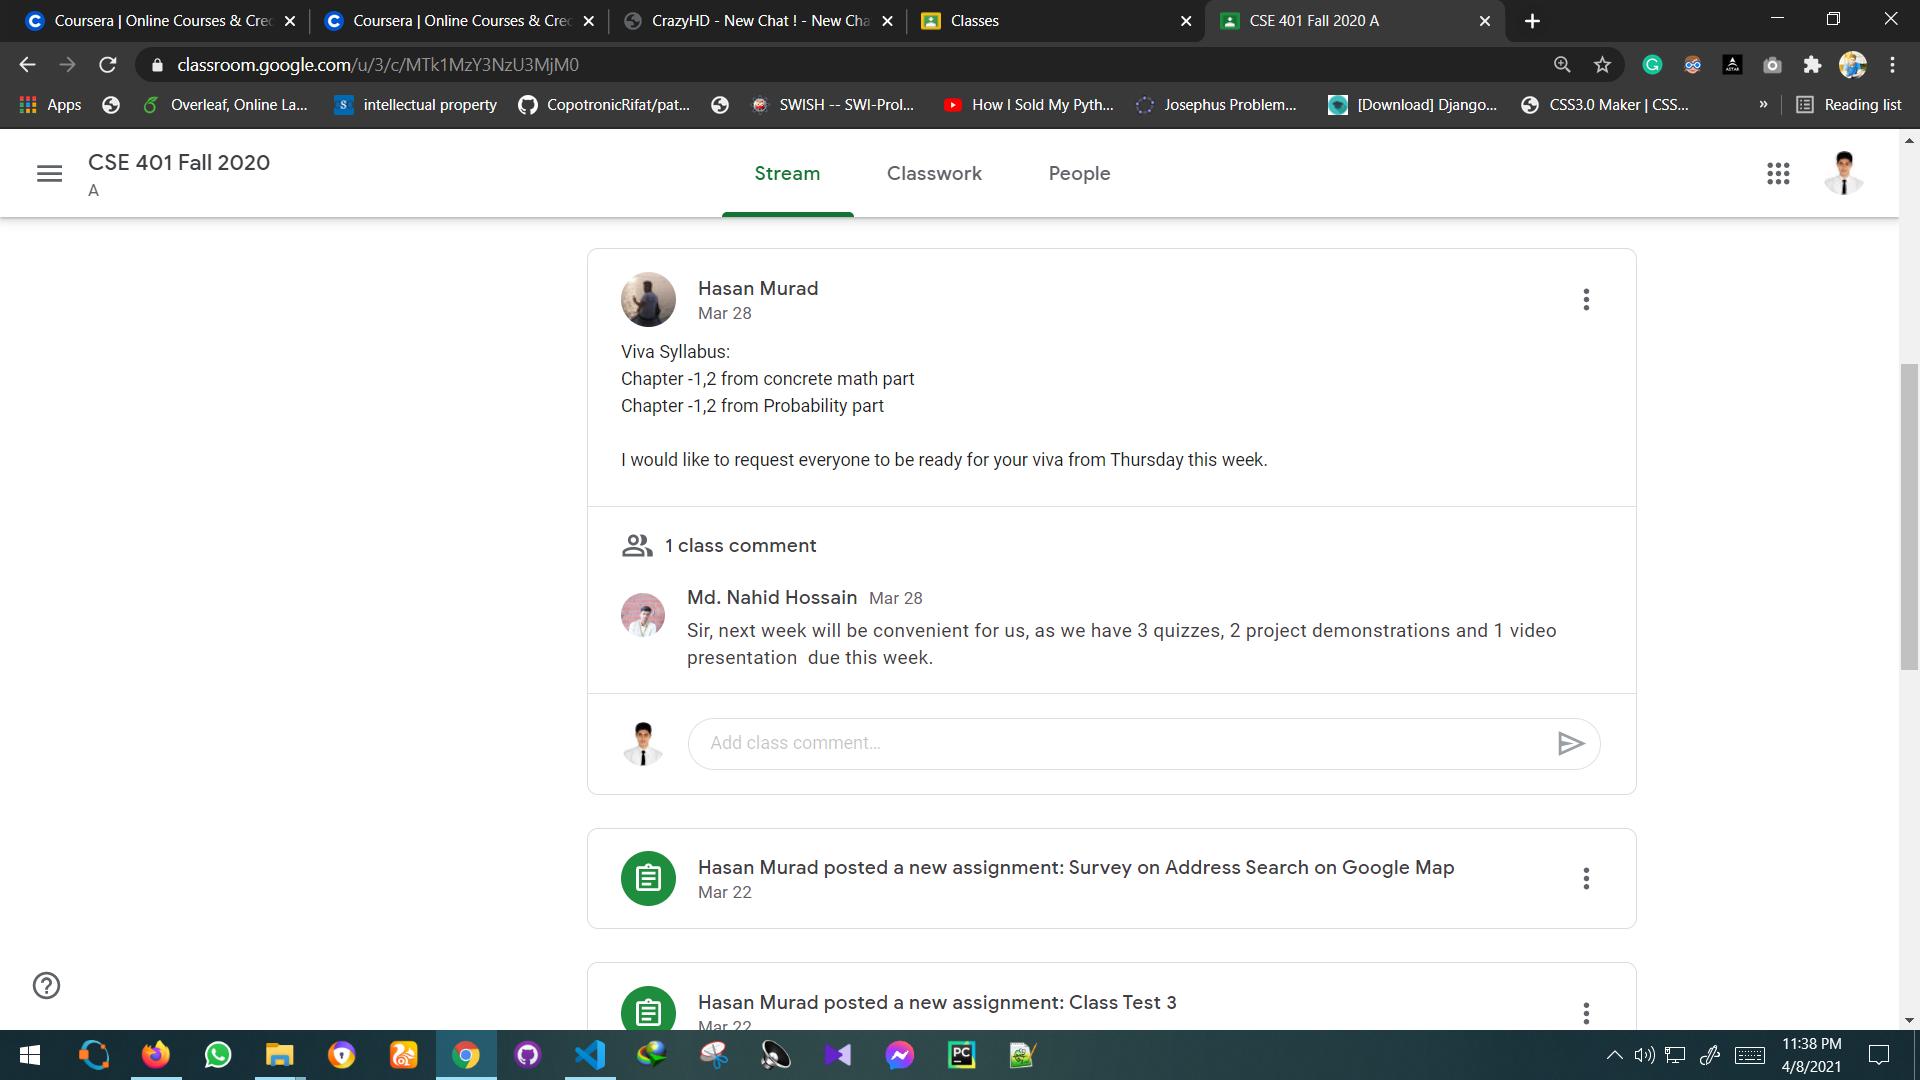 Coursera | Online Courses & Cre
Coursera | Online Courses & Cre
CrazyHD - New Chat ! - New Cha
Classes
CSE 401 Fall 2020 A
classroom.google.com/u/3/c/MTk1MzY3NzU3MjM0
Apps
Overleaf, Online La...
intellectual property
CopotronicRifat/pat...
SWISH -- SWI-Prol...
How I Sold My Pyth...
Josephus Problem...
[Download] Django...
CSS3.0 Maker | CSS...
»
Reading list
CSE 401 Fall 2020
A
Stream
Classwork
People
Hasan Murad
Mar 28
Viva Syllabus:
Chapter -1,2 from concrete math part
Chapter -1,2 from Probability part
I would like to request everyone to be ready for your viva from Thursday this week.
1 class comment
Md. Nahid Hossain Mar 28
Sir, next week will be convenient for us, as we have 3 quizzes, 2 project demonstrations and 1 video
presentation due this week.
Add class comment...
Hasan Murad posted a new assignment: Survey on Address Search on Google Map
Mar 22
Hasan Murad posted a new assignment: Class Test 3
Mar 22
11:38 PM
4/8/2021